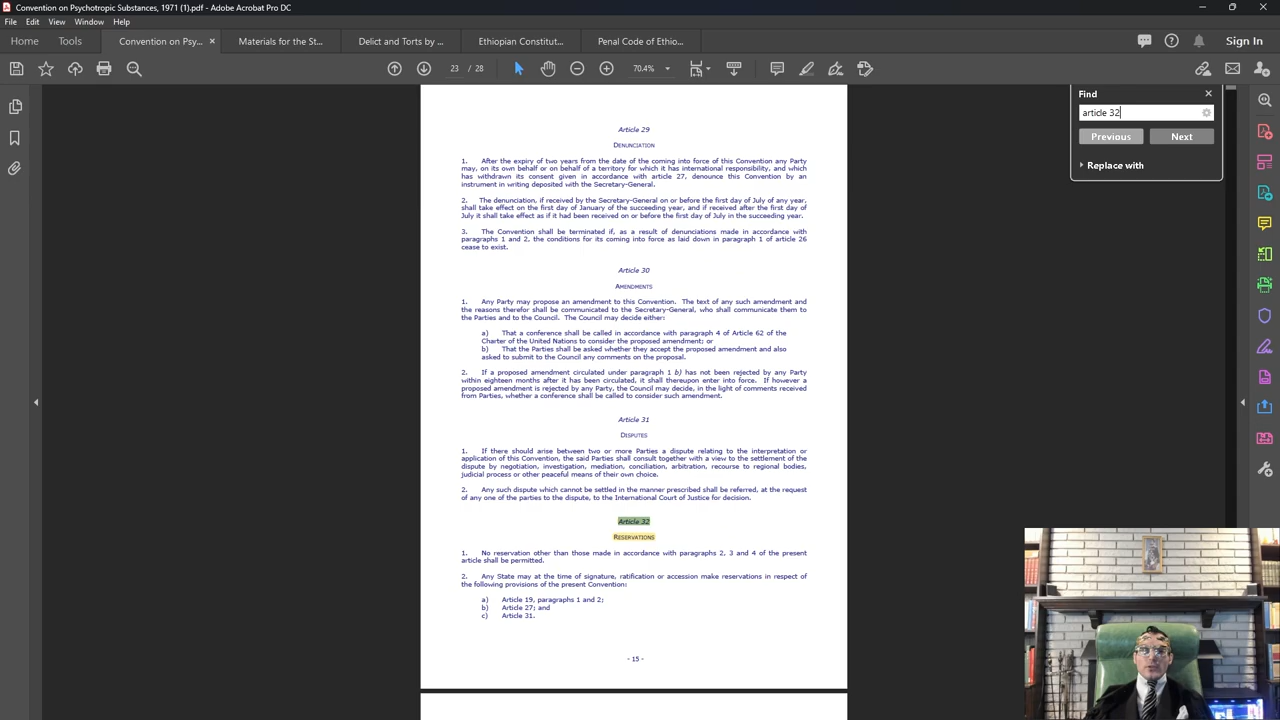 Convention on Psychotropic Substances, 1971 (1).pdf - Adobe Acrobat Pro DC
File Edit View Window Help
Home Tools Convention on Psy... × Materials for the St... Delict and Torts by ... Ethiopian Constitut... Penal Code of Ethio... Sign In
23 / 28 70.4%
Find
article 32
Previous Next
Replace with
Article 29
DENUNCIATION
1. After the expiry of two years from the date of the coming into force of this Convention any Party
may, on its own behalf or on behalf of a territory for which it has international responsibility, and which
has withdrawn its consent given in accordance with article 27, denounce this Convention by an
instrument in writing deposited with the Secretary-General.
2. The denunciation, if received by the Secretary-General on or before the first day of July of any year,
shall take effect on the first day of January of the succeeding year, and if received after the first day of
July it shall take effect as if it had been received on or before the first day of July in the succeeding year.
3. The Convention shall be terminated if, as a result of denunciations made in accordance with
paragraphs 1 and 2, the conditions for its coming into force as laid down in paragraph 1 of article 26
cease to exist.
Article 30
AMENDMENTS
1. Any Party may propose an amendment to this Convention. The text of any such amendment and
the reasons therefor shall be communicated to the Secretary-General, who shall communicate them to
the Parties and to the Council. The Council may decide either:
a) That a conference shall be called in accordance with paragraph 4 of Article 62 of the
Charter of the United Nations to consider the proposed amendment; or
b) That the Parties shall be asked whether they accept the proposed amendment and also
asked to submit to the Council any comments on the proposal.
2. If a proposed amendment circulated under paragraph 1 b) has not been rejected by any Party
within eighteen months after it has been circulated, it shall thereupon enter into force. If however a
proposed amendment is rejected by any Party, the Council may decide, in the light of comments received
from Parties, whether a conference shall be called to consider such amendment.
Article 31
DISPUTES
1. If there should arise between two or more Parties a dispute relating to the interpretation or
application of this Convention, the said Parties shall consult together with a view to the settlement of the
dispute by negotiation, investigation, mediation, conciliation, arbitration, recourse to regional bodies,
judicial process or other peaceful means of their own choice.
2. Any such dispute which cannot be settled in the manner prescribed shall be referred, at the request
of any one of the parties to the dispute, to the International Court of Justice for decision.
Article 32
RESERVATIONS
1. No reservation other than those made in accordance with paragraphs 2, 3 and 4 of the present
article shall be permitted.
2. Any State may at the time of signature, ratification or accession make reservations in respect of
the following provisions of the present Convention:
a) Article 19, paragraphs 1 and 2;
b) Article 27; and
c) Article 31.
- 15 -